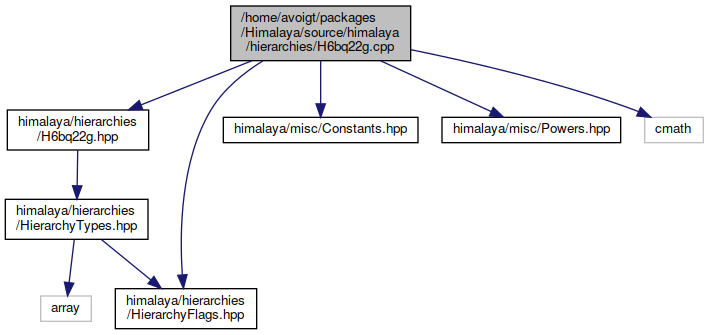 /home/avoigt/packages
/Himalaya/source/himalaya
/hierarchies/H6bq22g.cpp
himalaya/hierarchies
/H6bq22g.hpp
himalaya/misc/Constants.hpp
himalaya/misc/Powers.hpp
cmath
himalaya/hierarchies
/HierarchyTypes.hpp
array
himalaya/hierarchies
/HierarchyFlags.hpp